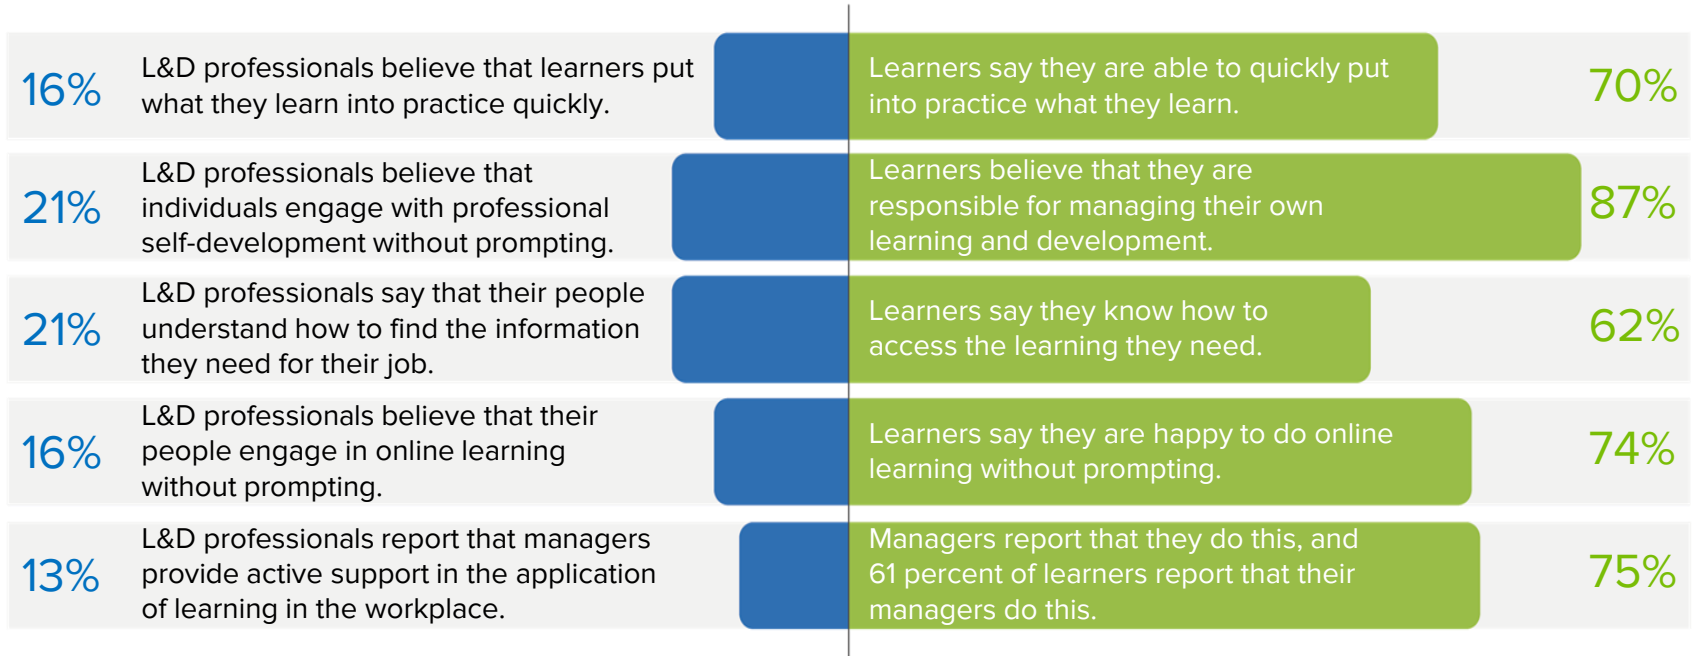 16%
L&D professionals believe that learners put
what they learn into practice quickly.
Learners say they are able to quickly put
into practice what they learn.
70%
21%
L&D professionals believe that
individuals engage with professional
self-development without prompting.
Learners believe that they are
responsible for managing their own
learning and development.
87%
21%
L&D professionals say that their people
understand how to find the information
they need for their job.
Learners say they know how to
access the learning they need.
62%
16%
L&D professionals believe that their
people engage in online learning
without prompting.
Learners say they are happy to do online
learning without prompting.
74%
13%
L&D professionals report that managers
provide active support in the application
of learning in the workplace.
Managers report that they do this, and
61 percent of learners report that their
managers do this.
75%